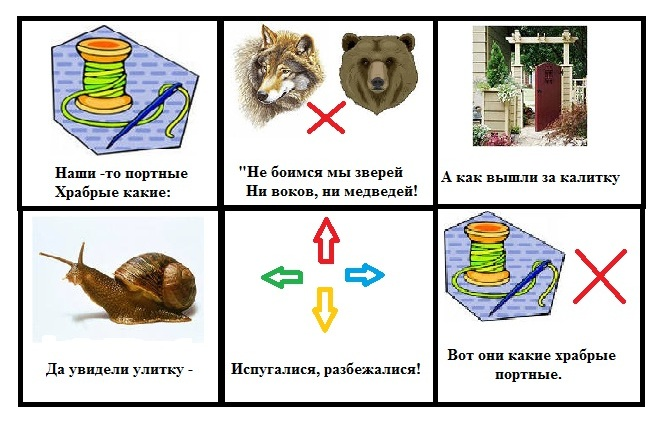 Наши -то портные
Храбрые какие:
"Не боимся мы зверей
Ни воков, ни медведей!
А как вышли за калитку
Да увидели улитку -
Испугалися, разбежалися!
Вот они какие храбрые
портные.